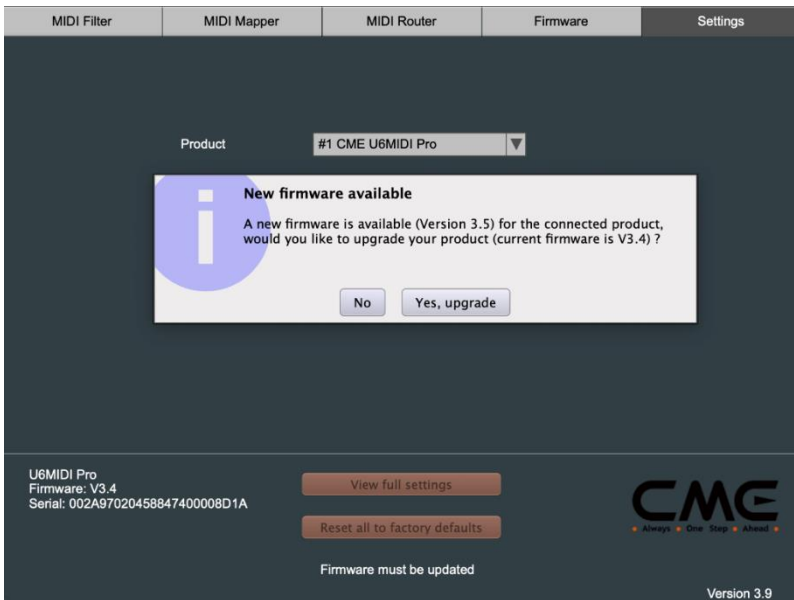 MIDI Filter
MIDI Mapper
MIDI Router
Firmware
Settings
Product
#1 CME U6MIDI Pro
New firmware available
A new firmware is available (Version 3.5) for the connected product,
would you like to upgrade your product (current firmware is V3.4) ?
No
Yes, upgrade
U6MIDI Pro
Firmware: V3.4
Serial: 002A97020458847400008D1A
View full settings
Reset all to factory defaults
Firmware must be updated
CME
Always One Step Ahead
Version 3.9